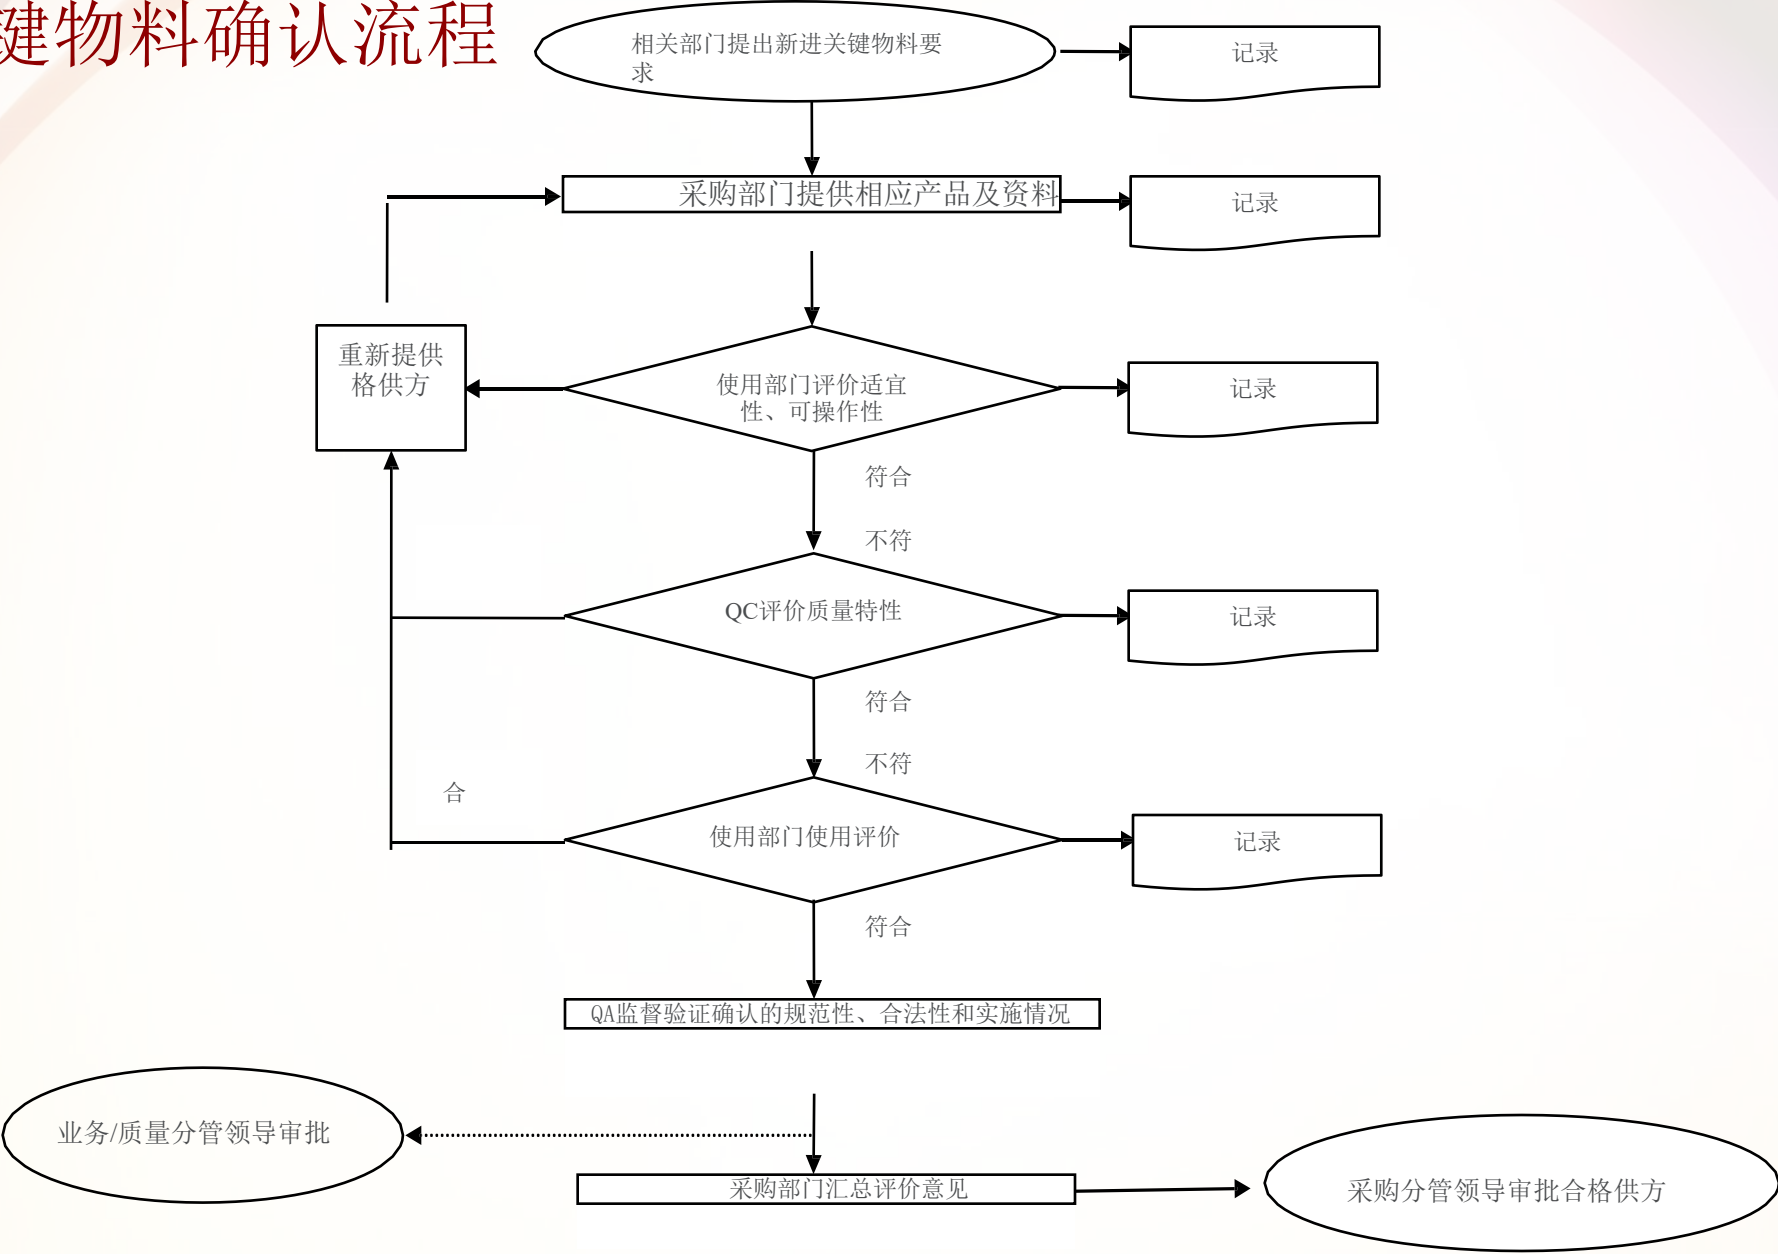 键物料确认流程
相关部门提出新进关键物料要
求
记录
采购部门提供相应产品及资料
记录
重新提供
格供方
使用部门评价适宜
性、可操作性
记录
符合
不符
QC评价质量特性
记录
符合
不符
合
使用部门使用评价
记录
符合
QA监督验证确认的规范性、合法性和实施情况
业务/质量分管领导审批
采购部门汇总评价意见
采购分管领导审批合格供方